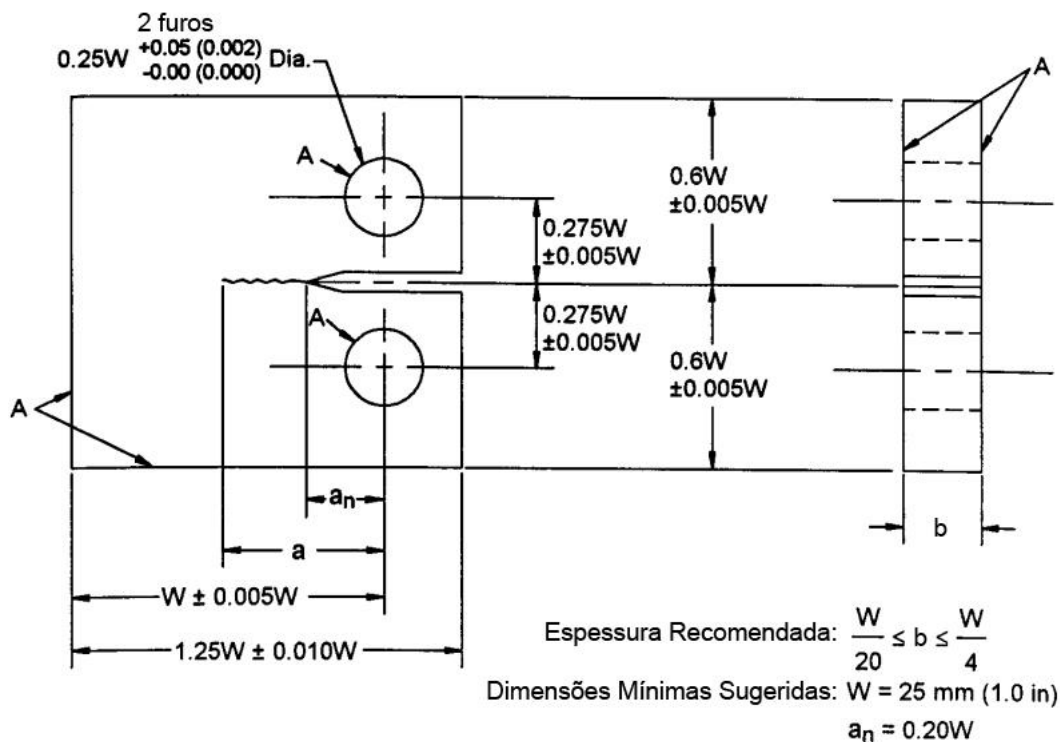 2 furos
0.25W +0.05 (0.002) Dia.
-0.00 (0.000)
A
A
0.6W
±0.005W
0.275W
±0.005W
A
0.275W
±0.005W
0.6W
±0.005W
A
an
a
b
W ± 0.005W
1.25W ± 0.010W
Espessura Recomendada: W/20 ≤ b ≤ W/4
Dimensões Mínimas Sugeridas: W = 25 mm (1.0 in)
an = 0.20W